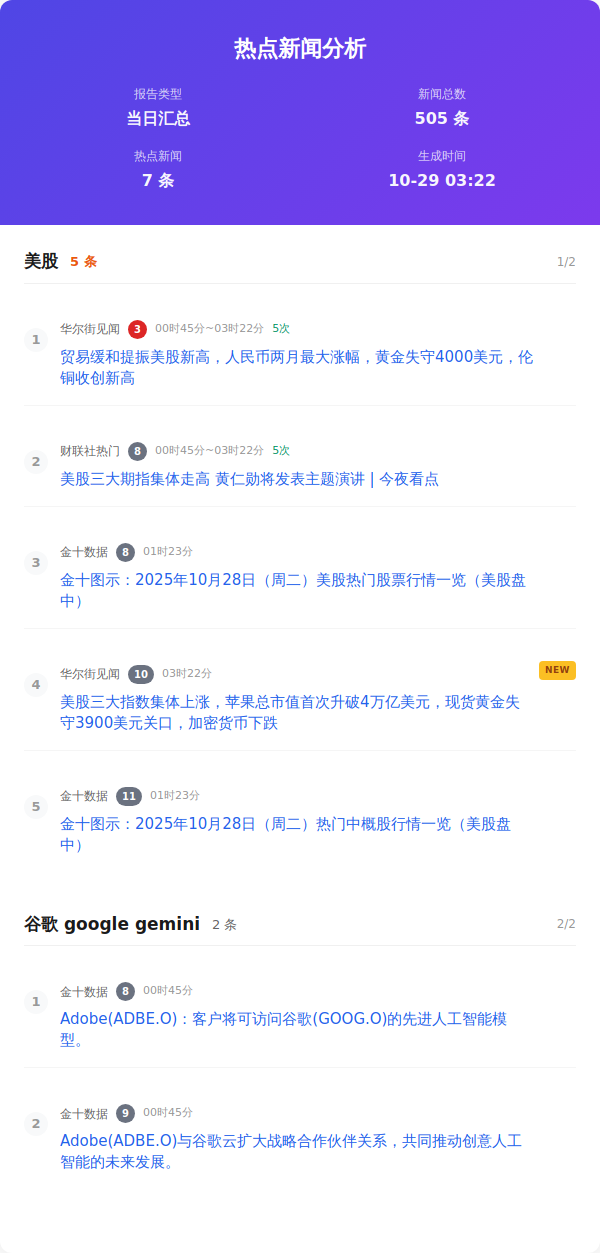 热点新闻分析
报告类型
新闻总数
当日汇总
505 条
热点新闻
生成时间
7 条
10-29 03:22
美股 5 条 1/2
1
华尔街见闻 3 00时45分~03时22分 5次
贸易缓和提振美股新高，人民币两月最大涨幅，黄金失守4000美元，伦
铜收创新高
2
财联社热门 8 00时45分~03时22分 5次
美股三大期指集体走高 黄仁勋将发表主题演讲 | 今夜看点
3
金十数据 8 01时23分
金十图示：2025年10月28日（周二）美股热门股票行情一览（美股盘
中）
4
华尔街见闻 10 03时22分 NEW
美股三大指数集体上涨，苹果总市值首次升破4万亿美元，现货黄金失
守3900美元关口，加密货币下跌
5
金十数据 11 01时23分
金十图示：2025年10月28日（周二）热门中概股行情一览（美股盘
中）
谷歌 google gemini 2 条 2/2
1
金十数据 8 00时45分
Adobe(ADBE.O)：客户将可访问谷歌(GOOG.O)的先进人工智能模
型。
2
金十数据 9 00时45分
Adobe(ADBE.O)与谷歌云扩大战略合作伙伴关系，共同推动创意人工
智能的未来发展。